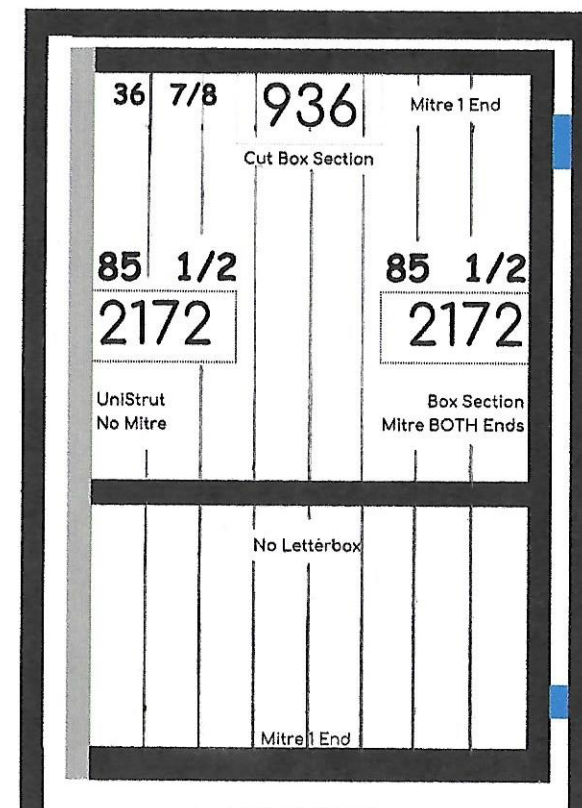 36 7/8 936 Mitre 1 End
Cut Box Section
85 1/2 85 1/2
2172 2172
UniStrut Box Section
No Mitre Mitre BOTH Ends
No Letterbox
Mitre 1 End